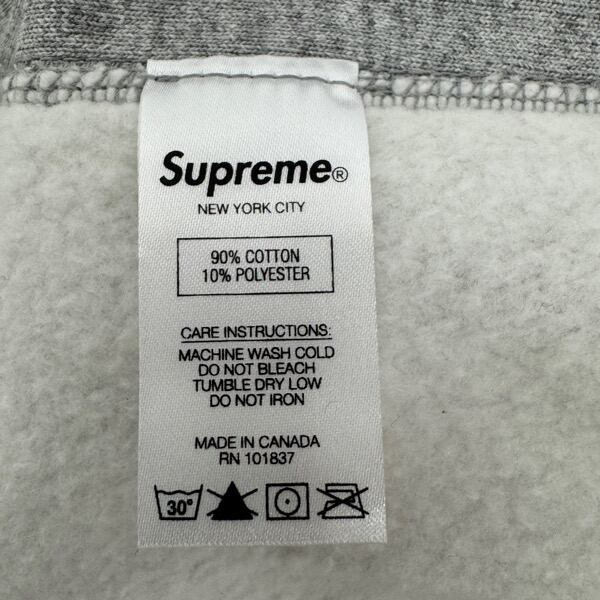 Supreme®
NEW YORK CITY
90% COTTON
10% POLYESTER
CARE INSTRUCTIONS:
MACHINE WASH COLD
DO NOT BLEACH
TUMBLE DRY LOW
DO NOT IRON
MADE IN CANADA
RN 101837
30°